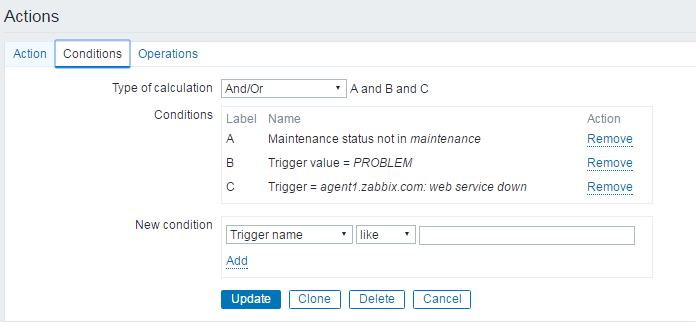 Actions
Action Conditions Operations
Type of calculation And/Or A and B and C
Conditions Label Name Action
A Maintenance status not in maintenance Remove
B Trigger value = PROBLEM Remove
C Trigger = agent1.zabbix.com: web service down Remove
New condition Trigger name like
Add
Update Clone Delete Cancel